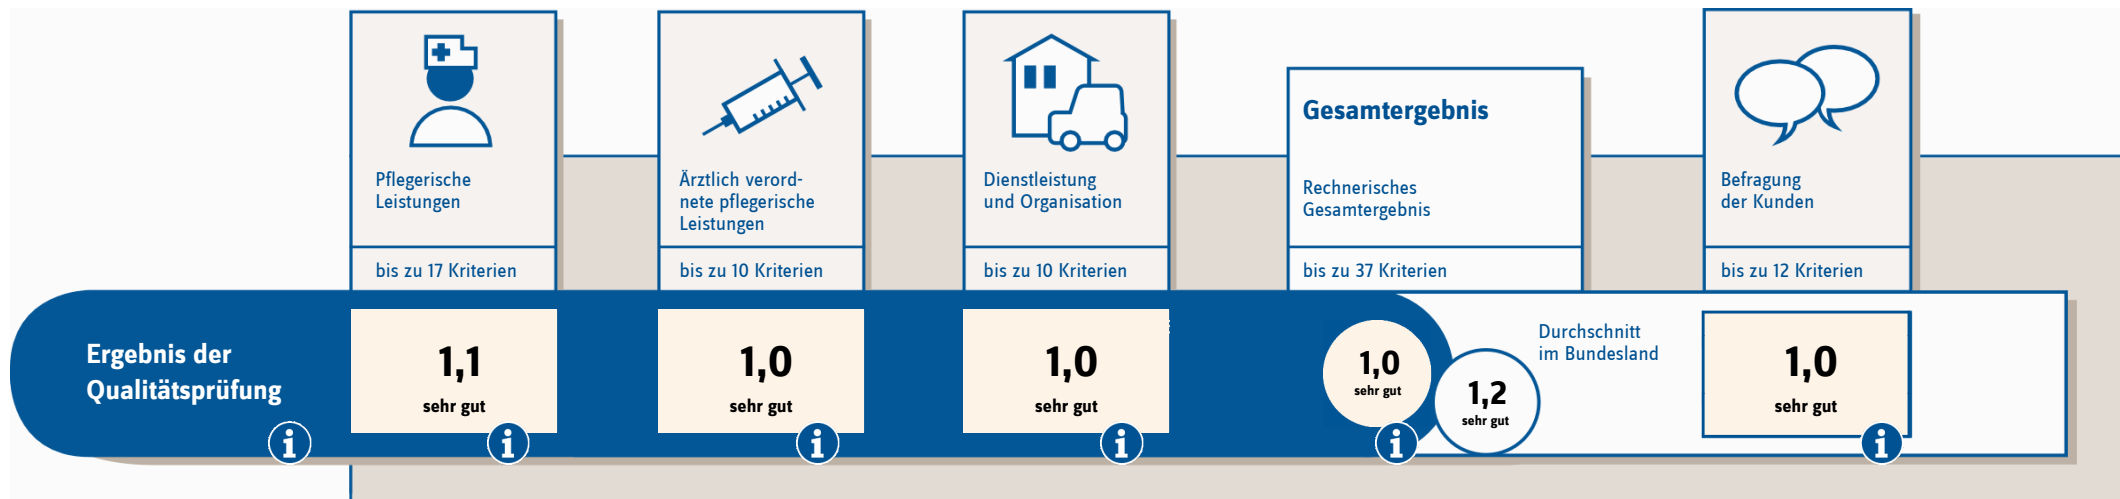 Pflegerische
Leistungen
bis zu 17 Kriterien
Ärztlich verord-
nete pflegerische
Leistungen
bis zu 10 Kriterien
Dienstleistung
und Organisation
bis zu 10 Kriterien
Gesamtergebnis
Rechnerisches
Gesamtergebnis
bis zu 37 Kriterien
Befragung
der Kunden
bis zu 12 Kriterien
Ergebnis der
Qualitätsprüfung
1,1
sehr gut
1,0
sehr gut
1,0
sehr gut
1,0
sehr gut
1,2
sehr gut
Durchschnitt
im Bundesland
1,0
sehr gut